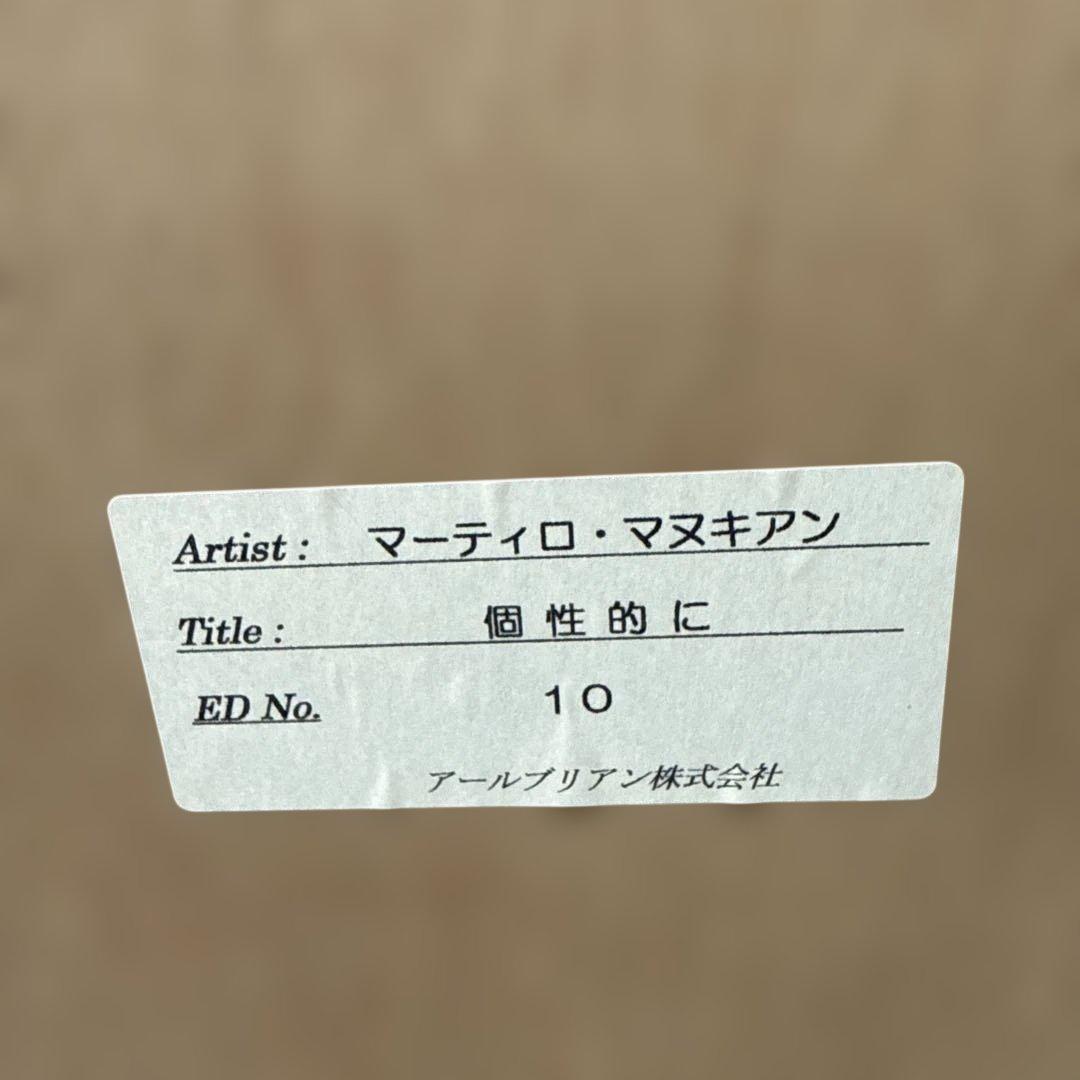 Artist : マーティロ・マヌキアン
Title : 個性的に
ED No. 10
アールブリアン株式会社